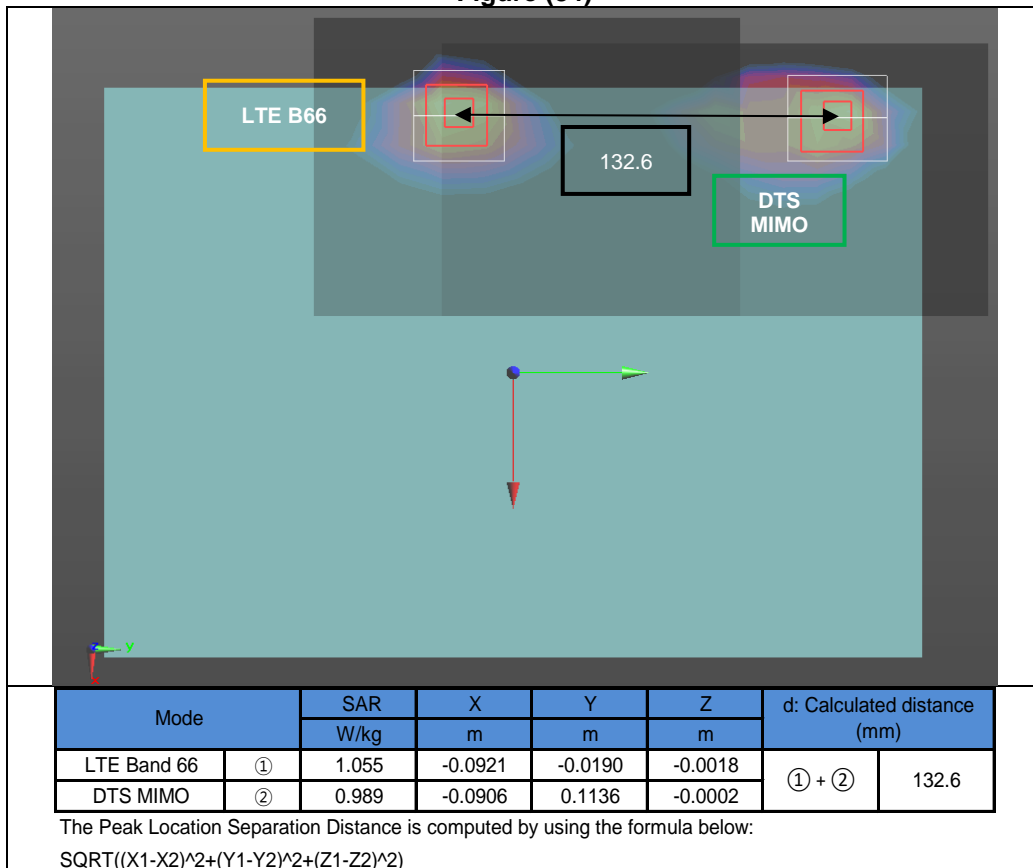 LTE B66
132.6
DTS
MIMO
y
Mode SAR X Y Z d: Calculated distance (mm)
W/kg m m m
LTE Band 66 ① 1.055 -0.0921 -0.0190 -0.0018 ① + ② 132.6
DTS MIMO ② 0.989 -0.0906 0.1136 -0.0002
The Peak Location Separation Distance is computed by using the formula below:
SQRT((X1-X2)^2+(Y1-Y2)^2+(Z1-Z2)^2)